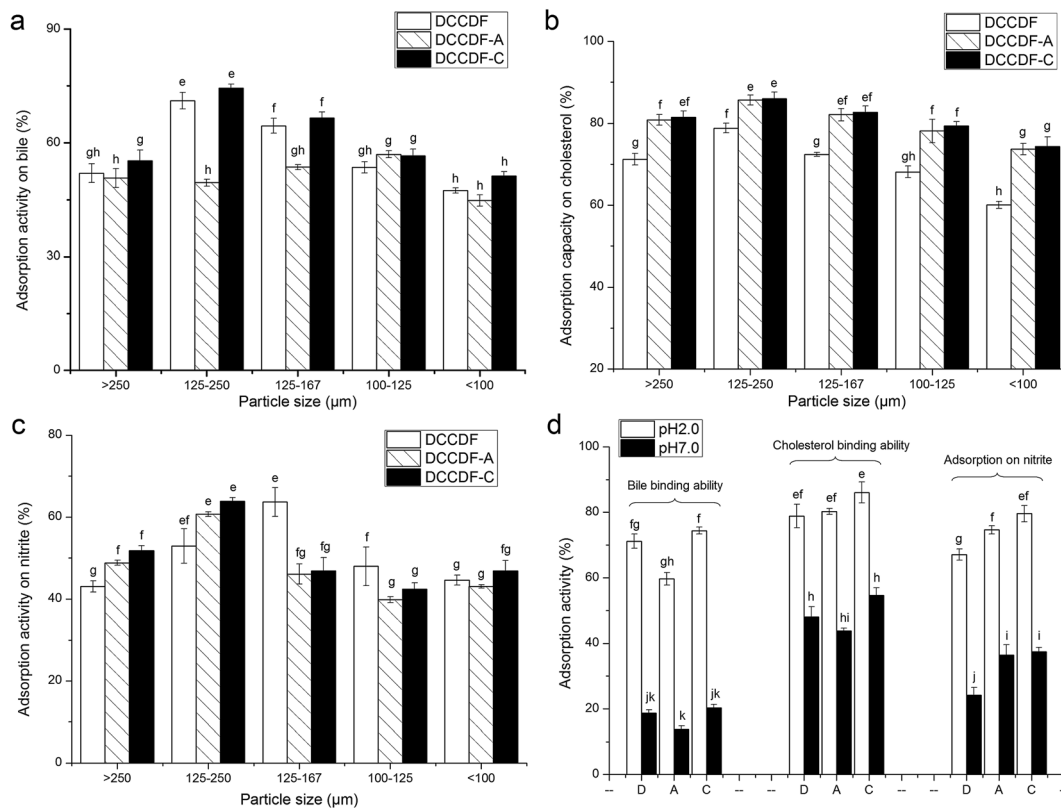 a
DCCDF
DCCDF-A
DCCDF-C
Adsorption activity on bile (%)
90
60
30
0
gh h g
e h e
f gh f
g g g
h h h
>250 125-250 125-167 100-125 <100
Particle size (μm)
b
DCCDF
DCCDF-A
DCCDF-C
Adsorption capacity on cholesterol (%)
100
80
60
40
20
g ef ef
f e e
f ef ef
gh f f
h g g
>250 125-250 125-167 100-125 <100
Particle size (μm)
c
DCCDF
DCCDF-A
DCCDF-C
Adsorption activity on nitrite (%)
80
60
40
20
0
g f f
ef e e
e fg fg
g g g
g g fg
>250 125-250 125-167 100-125 <100
Particle size (μm)
d
pH2.0
pH7.0
Adsorption activity (%)
100
80
60
40
20
0
Bile binding ability
Cholesterol binding ability
Adsorption on nitrite
fg jk gh k f jk
ef h ef hi e h
g j f i ef i
-- D A C -- -- D A C -- -- D A C -